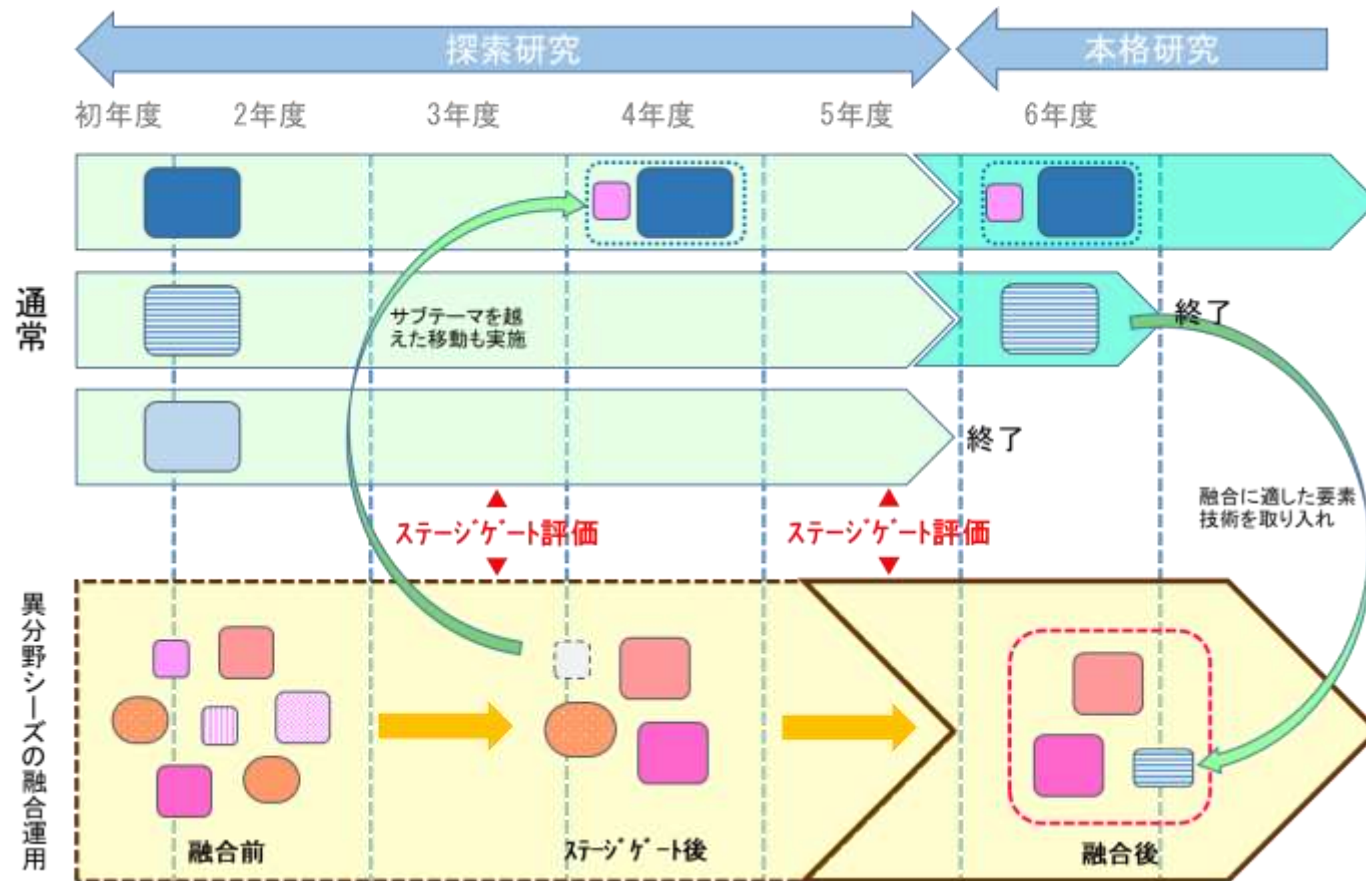 探索研究
本格研究
初年度
2年度
3年度
4年度
5年度
6年度
通常
サブテーマを越
えた移動も実施
終了
終了
融合に適した要素
技術を取り入れ
ステージゲート評価
ステージゲート評価
異分野シーズの融合運用
融合前
ステージゲート後
融合後